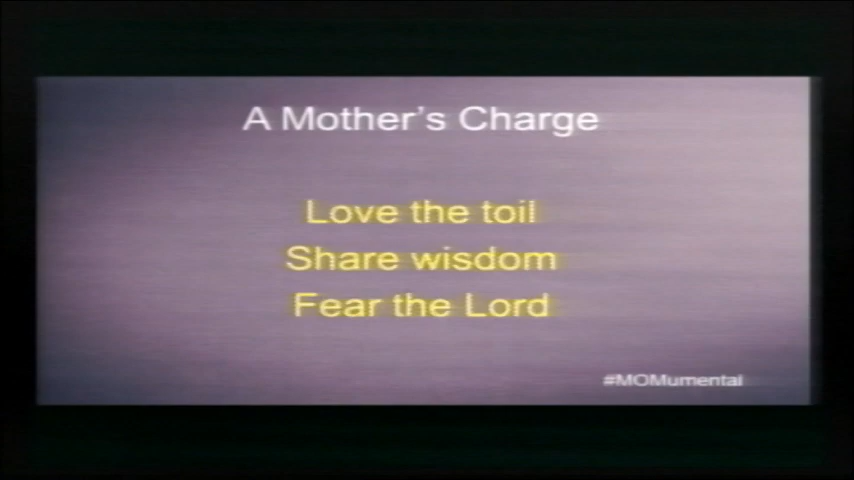 A Mother's Charge
Love the toil
Share wisdom
Fear the Lord
#MOMumental